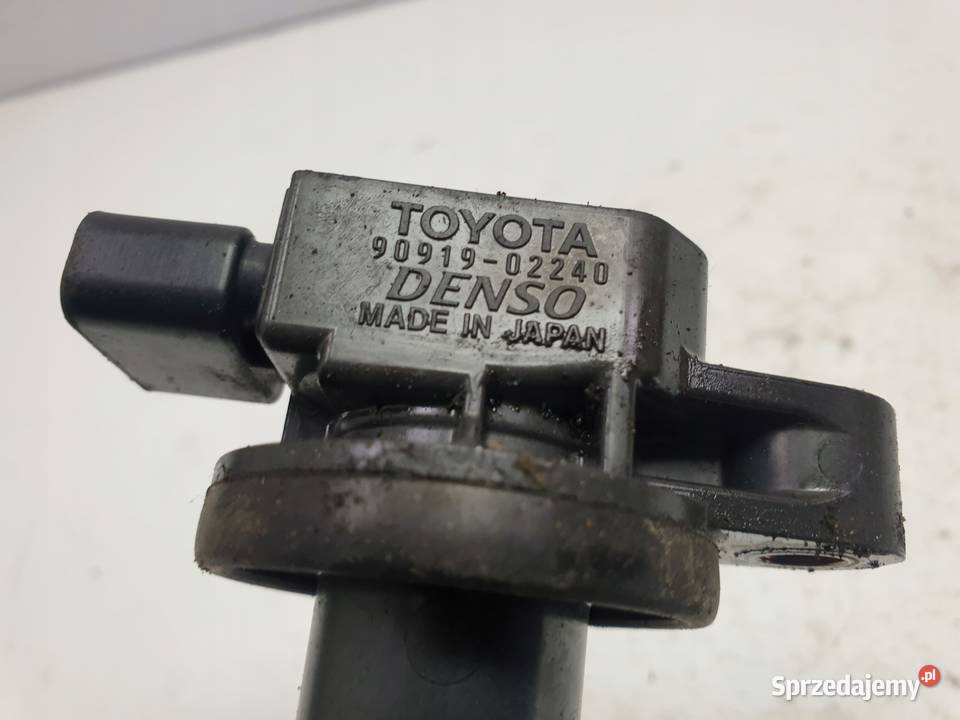 TOYOTA
90919-02240
DENSO
MADE IN JAPAN
Sprzedajemy.pl